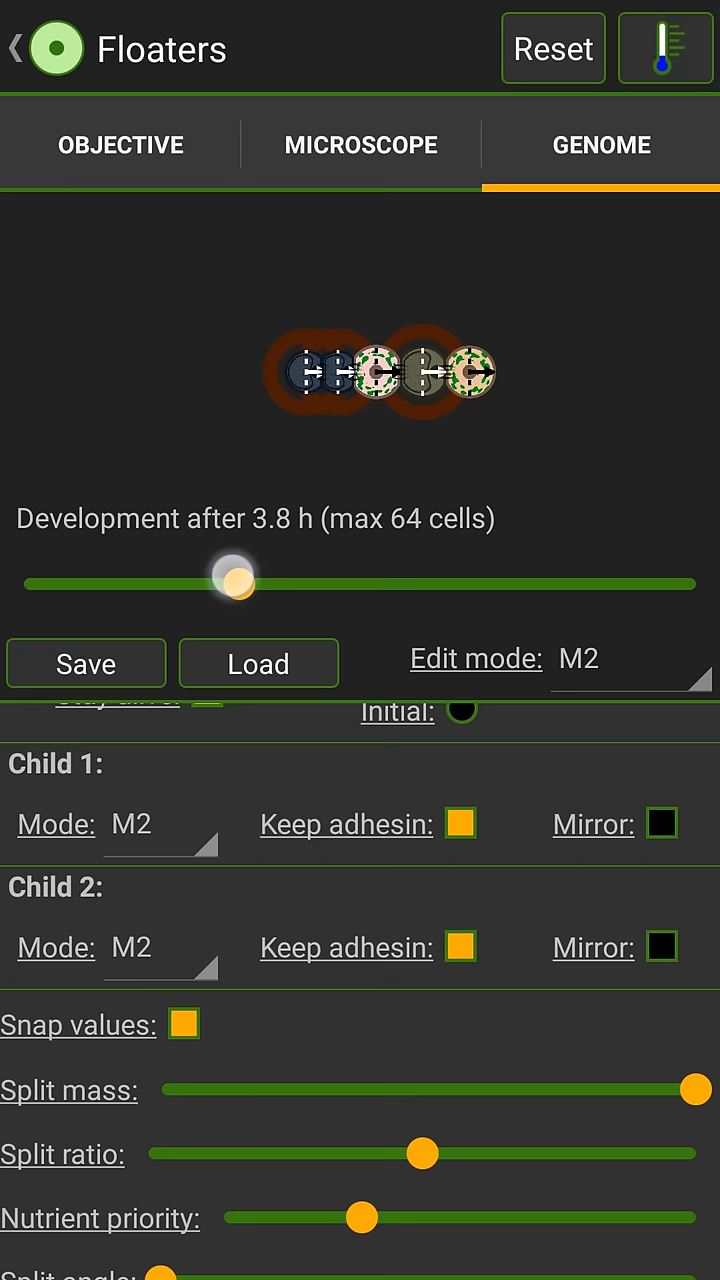 Floaters
Reset
OBJECTIVE
MICROSCOPE
GENOME
Development after 3.8 h (max 64 cells)
Save
Load
Edit mode: M2
Initial:
Child 1:
Mode: M2
Keep adhesin:
Mirror:
Child 2:
Mode: M2
Keep adhesin:
Mirror:
Snap values:
Split mass:
Split ratio:
Nutrient priority:
Split angle: